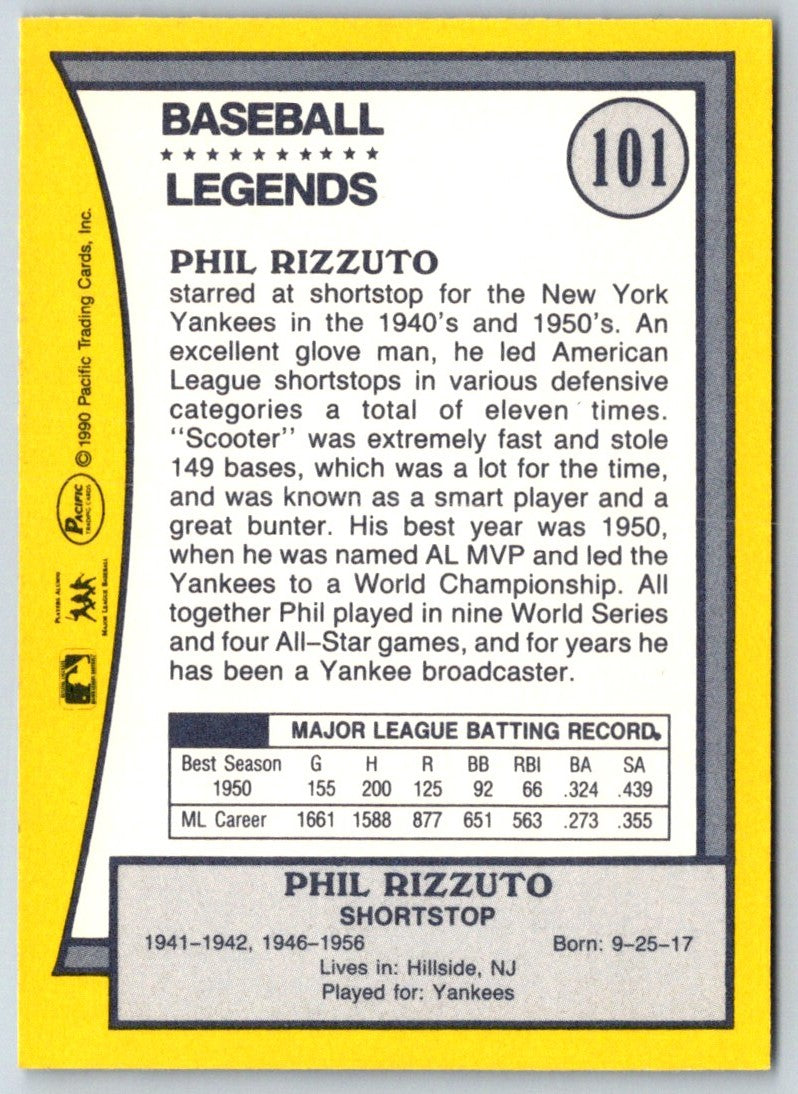 BASEBALL
LEGENDS
101
PHIL RIZZUTO
starred at shortstop for the New York
Yankees in the 1940's and 1950's. An
excellent glove man, he led American
League shortstops in various defensive
categories a total of eleven times.
"Scooter" was extremely fast and stole
149 bases, which was a lot for the time,
and was known as a smart player and a
great bunter. His best year was 1950,
when he was named AL MVP and led the
Yankees to a World Championship. All
together Phil played in nine World Series
and four All-Star games, and for years he
has been a Yankee broadcaster.
MAJOR LEAGUE BATTING RECORD.
Best Season G H R BB RBI BA SA
1950 155 200 125 92 66 .324 .439
ML Career 1661 1588 877 651 563 .273 .355
PHIL RIZZUTO
SHORTSTOP
1941-1942, 1946-1956 Born: 9-25-17
Lives in: Hillside, NJ
Played for: Yankees
© 1990 Pacific Trading Cards, Inc.
PACIFIC
TRADING CARDS
PLAYERS ALUMNI
MAJOR LEAGUE BASEBALL